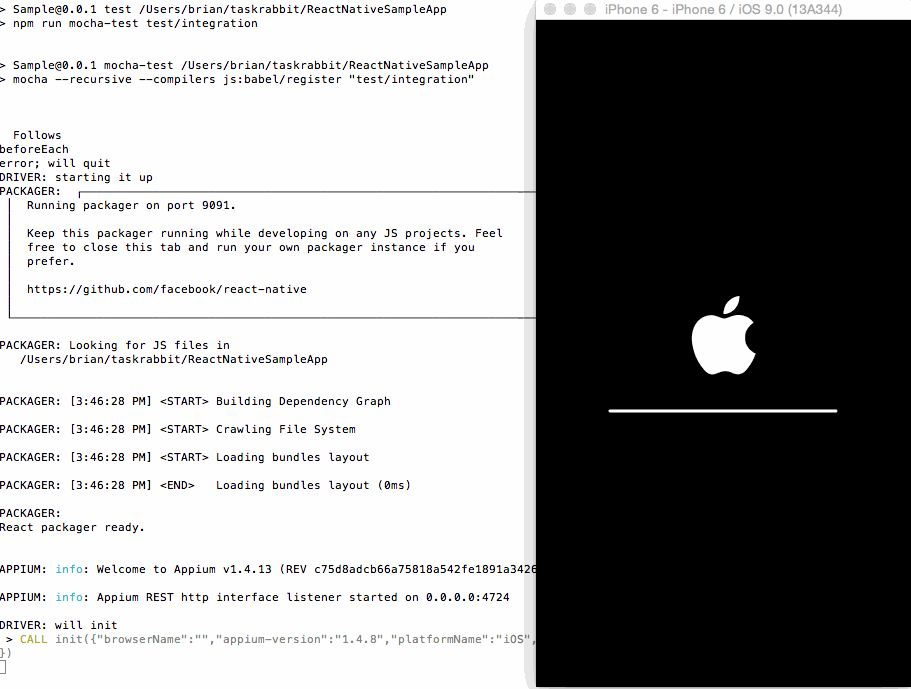 > Sample@0.0.1 test /Users/brian/taskrabbit/ReactNativeSampleApp
> npm run mocha-test test/integration
> Sample@0.0.1 mocha-test /Users/brian/taskrabbit/ReactNativeSampleApp
> mocha --recursive --compilers js:babel/register "test/integration"
Follows
beforeEach
error; will quit
DRIVER: starting it up
PACKAGER:
Running packager on port 9091.
Keep this packager running while developing on any JS projects. Feel
free to close this tab and run your own packager instance if you
prefer.
https://github.com/facebook/react-native
PACKAGER: Looking for JS files in
/Users/brian/taskrabbit/ReactNativeSampleApp
PACKAGER: [3:46:28 PM] <START> Building Dependency Graph
PACKAGER: [3:46:28 PM] <START> Crawling File System
PACKAGER: [3:46:28 PM] <START> Loading bundles layout
PACKAGER: [3:46:28 PM] <END>   Loading bundles layout (0ms)
PACKAGER:
React packager ready.
APPIUM: info: Welcome to Appium v1.4.13 (REV c75d8adcb66a75818a542fe1891a3426
APPIUM: info: Appium REST http interface listener started on 0.0.0.0:4724
DRIVER: will init
> CALL init({"browserName":"","appium-version":"1.4.8","platformName":"iOS",
})
iPhone 6 - iPhone 6 / iOS 9.0 (13A344)